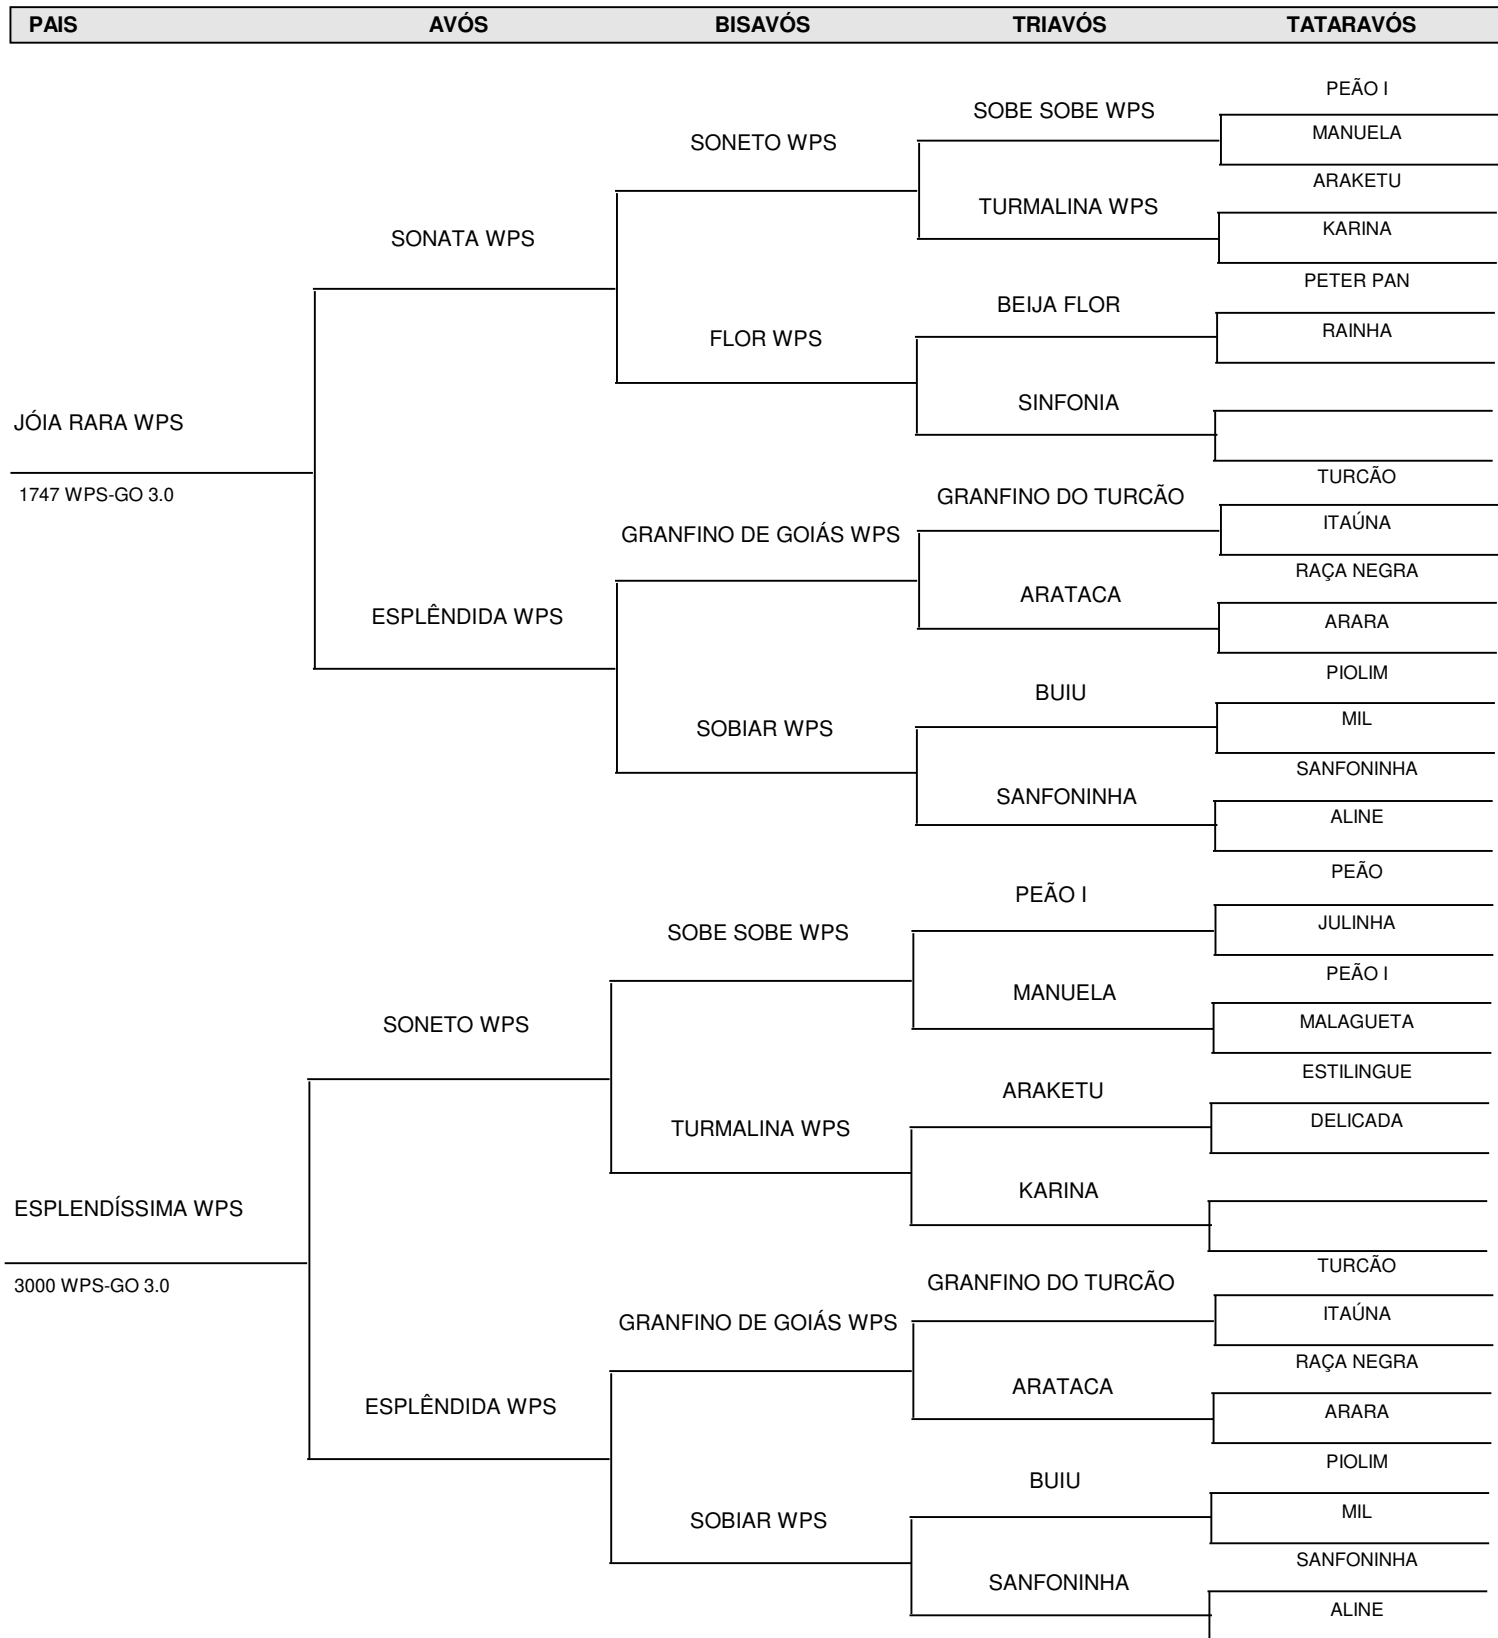 PAIS AVÓS BISAVÓS TRIAVÓS TATARAVÓS
PEÃO I
SOBE SOBE WPS
MANUELA
SONETO WPS
ARAKETU
TURMALINA WPS
KARINA
SONATA WPS
PETER PAN
BEIJA FLOR
RAINHA
FLOR WPS
SINFONIA
JÓIA RARA WPS
TURCÃO
1747 WPS-GO 3.0
GRANFINO DO TURCÃO
ITAÚNA
GRANFINO DE GOIÁS WPS
RAÇA NEGRA
ARATACA
ESPLÊNDIDA WPS
ARARA
PIOLIM
BUIU
MIL
SOBIAR WPS
SANFONINHA
SANFONINHA
ALINE
PEÃO
PEÃO I
JULINHA
SOBE SOBE WPS
PEÃO I
MANUELA
MALAGUETA
SONETO WPS
ESTILINGUE
ARAKETU
DELICADA
TURMALINA WPS
KARINA
ESPLENDÍSSIMA WPS
TURCÃO
3000 WPS-GO 3.0
GRANFINO DO TURCÃO
ITAÚNA
GRANFINO DE GOIÁS WPS
RAÇA NEGRA
ARATACA
ESPLÊNDIDA WPS
ARARA
PIOLIM
BUIU
MIL
SOBIAR WPS
SANFONINHA
SANFONINHA
ALINE